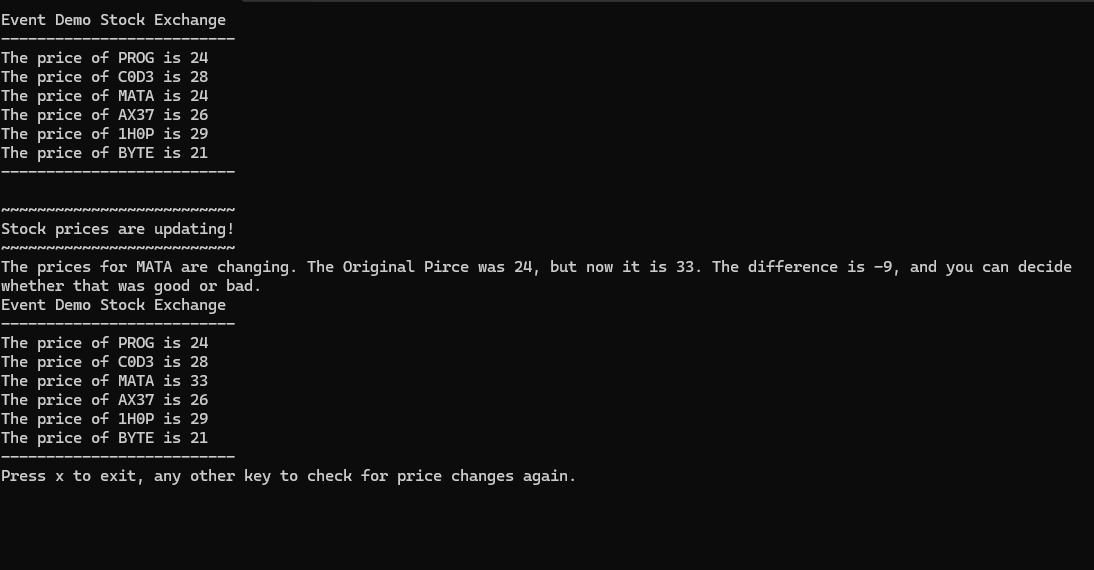 Event Demo Stock Exchange
--------------------------
The price of PROG is 24
The price of C0D3 is 28
The price of MATA is 24
The price of AX37 is 26
The price of 1H0P is 29
The price of BYTE is 21
--------------------------
~~~~~~~~~~~~~~~~~~~~~~~~~~
Stock prices are updating!
~~~~~~~~~~~~~~~~~~~~~~~~~~
The prices for MATA are changing. The Original Pirce was 24, but now it is 33. The difference is -9, and you can decide
whether that was good or bad.
Event Demo Stock Exchange
--------------------------
The price of PROG is 24
The price of C0D3 is 28
The price of MATA is 33
The price of AX37 is 26
The price of 1H0P is 29
The price of BYTE is 21
--------------------------
Press x to exit, any other key to check for price changes again.